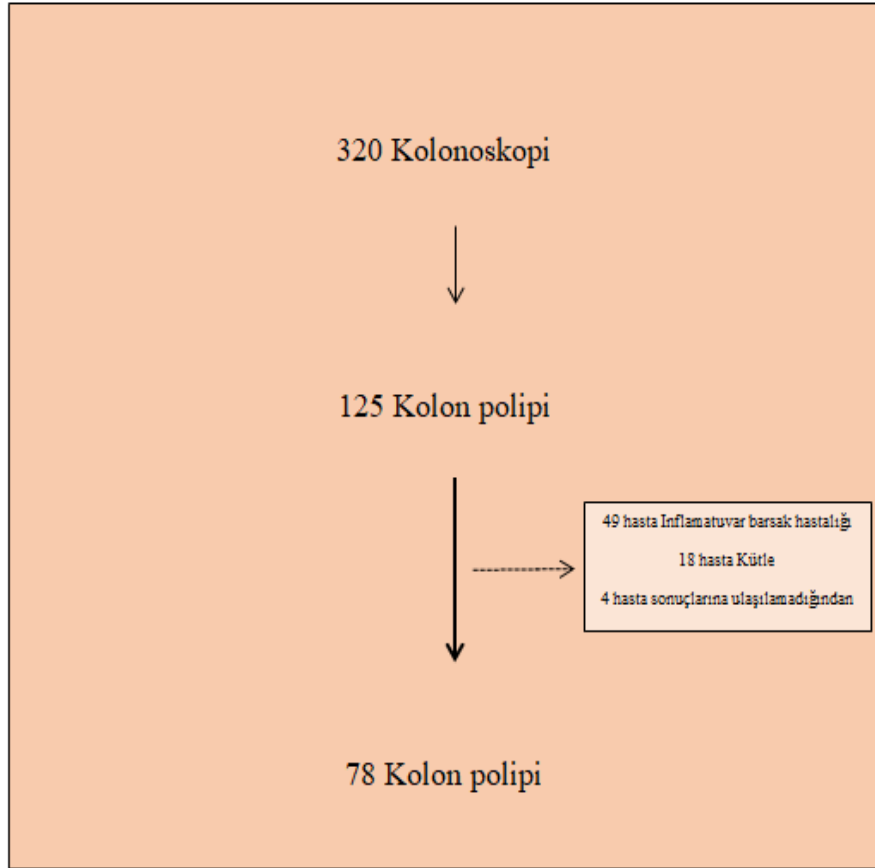 320 Kolonoskopi
125 Kolon polipi
49 hasta Inflamatuvar barsak hastalığı
18 hasta Kütle
4 hasta sonuçlarına ulaşılamadığından
78 Kolon polipi